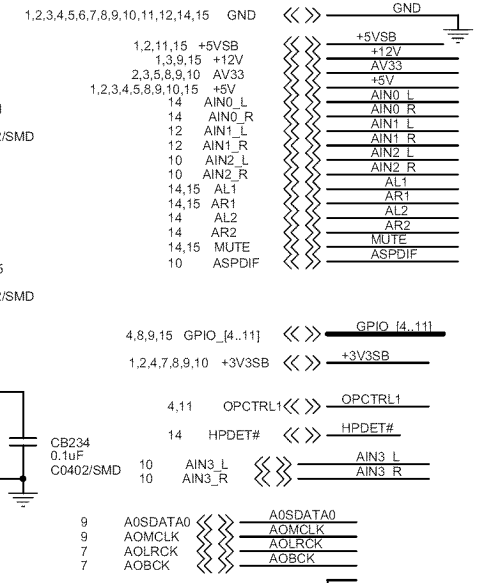 1,2,3,4,5,6,7,8,9,10,11,12,14,15 GND GND
1,2,11,15 +5VSB +5VSB
1,3,9,15 +12V +12V
2,3,5,8,9,10 AV33 AV33
1,2,3,4,5,8,9,10,15 +5V +5V
14 AIN0_L AIN0_L
14 AIN0_R AIN0_R
12 AIN1_L AIN1_L
/SMD
12 AIN1_R AIN1_R
10 AIN2_L AIN2_L
10 AIN2_R AIN2_R
14,15 AL1 AL1
14,15 AR1 AR1
14 AL2 AL2
14 AR2 AR2
14,15 MUTE MUTE
10 ASPDIF ASPDIF
/SMD
4,8,9,15 GPIO_[4..11] GPIO_[4..11]
1,2,4,7,8,9,10 +3V3SB +3V3SB
4,11 OPCTRL1 OPCTRL1
14 HPDET# HPDET#
CB234
0.1uF
C0402/SMD
10 AIN3_L AIN3_L
10 AIN3_R AIN3_R
9 A0SDATA0 A0SDATA0
9 AOMCLK AOMCLK
7 AOLRCK AOLRCK
7 AOBCK AOBCK